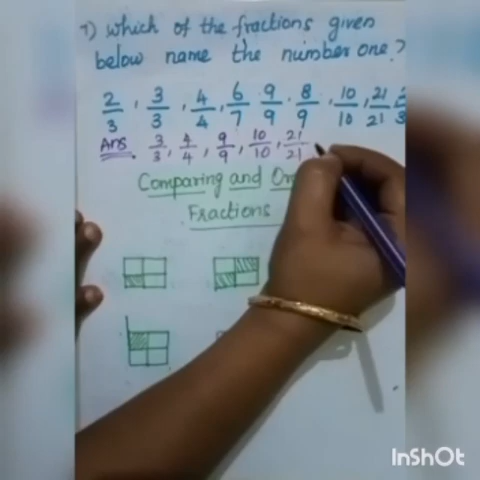 7) Which of the fractions given
below name the number one?
2/3, 3/3, 4/4, 6/7, 9/9, 8/9, 10/10, 21/21
Ans. 3/3, 4/4, 9/9, 10/10, 21/21
Comparing and
Fractions
InShOt